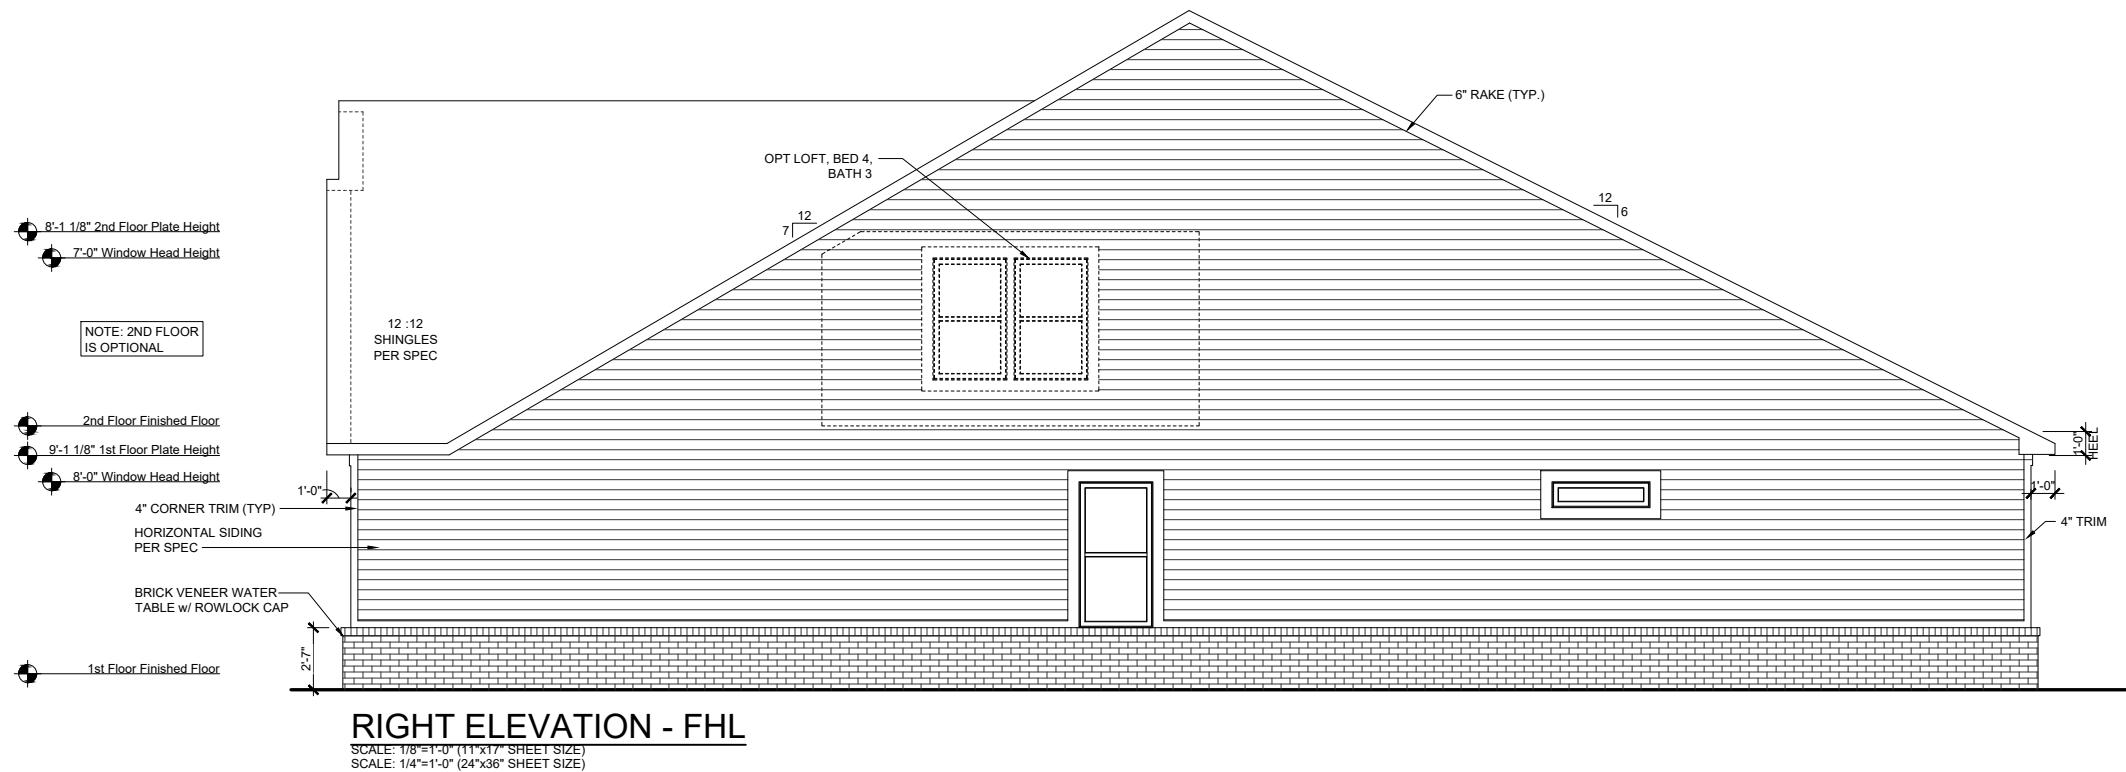 6" RAKE (TYP.)
OPT LOFT, BED 4,
BATH 3
12
7
12
6
8'-1 1/8" 2nd Floor Plate Height
7'-0" Window Head Height
NOTE: 2ND FLOOR
IS OPTIONAL
12 :12
SHINGLES
PER SPEC
2nd Floor Finished Floor
9'-1 1/8" 1st Floor Plate Height
8'-0" Window Head Height
1'-0"
HEEL
1'-0"
1'-0"
4" CORNER TRIM (TYP)
HORIZONTAL SIDING
PER SPEC
4" TRIM
BRICK VENEER WATER
TABLE w/ ROWLOCK CAP
2'-7"
1st Floor Finished Floor
RIGHT ELEVATION - FHL
SCALE: 1/8"=1'-0" (11"x17" SHEET SIZE)
SCALE: 1/4"=1'-0" (24"x36" SHEET SIZE)